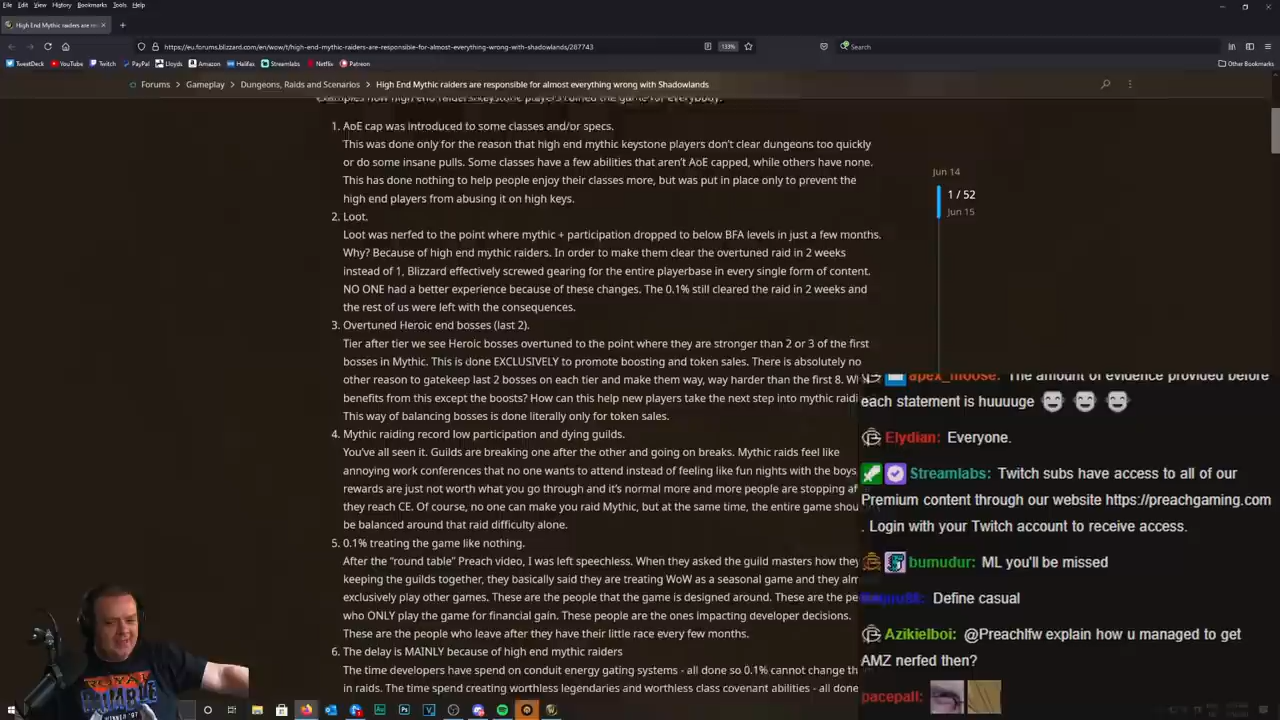 File Edit View History Bookmarks Tools Help
High End Mythic raiders are re
https://eu.forums.blizzard.com/en/wow/t/high-end-mythic-raiders-are-responsible-for-almost-everything-wrong-with-shadowlands/287743
133%
Search
TweetDeck YouTube Twitch PayPal Lloyds Amazon Halifax Streamlabs Netflix Patreon
Other Bookmarks
Forums > Gameplay > Dungeons, Raids and Scenarios > High End Mythic raiders are responsible for almost everything wrong with Shadowlands
Examples how high end raiders/keystone players ruined the game for everybody:
1. AoE cap was introduced to some classes and/or specs.
This was done only for the reason that high end mythic keystone players don't clear dungeons too quickly
or do some insane pulls. Some classes have a few abilities that aren't AoE capped, while others have none.
This has done nothing to help people enjoy their classes more, but was put in place only to prevent the
high end players from abusing it on high keys.
2. Loot.
Loot was nerfed to the point where mythic + participation dropped to below BFA levels in just a few months.
Why? Because of high end mythic raiders. In order to make them clear the overtuned raid in 2 weeks
instead of 1, Blizzard effectively screwed gearing for the entire playerbase in every single form of content.
NO ONE had a better experience because of these changes. The 0.1% still cleared the raid in 2 weeks and
the rest of us were left with the consequences.
3. Overtuned Heroic end bosses (last 2).
Tier after tier we see Heroic bosses overtuned to the point where they are stronger than 2 or 3 of the first
bosses in Mythic. This is done EXCLUSIVELY to promote boosting and token sales. There is absolutely no
other reason to gatekeep last 2 bosses on each tier and make them way, way harder than the first 8. W
benefits from this except the boosts? How can this help new players take the next step into mythic raidi
This way of balancing bosses is done literally only for token sales.
4. Mythic raiding record low participation and dying guilds.
You've all seen it. Guilds are breaking one after the other and going on breaks. Mythic raids feel like
annoying work conferences that no one wants to attend instead of feeling like fun nights with the boys
rewards are just not worth what you go through and it's normal more and more people are stopping af
they reach CE. Of course, no one can make you raid Mythic, but at the same time, the entire game shou
be balanced around that raid difficulty alone.
5. 0.1% treating the game like nothing.
After the "round table" Preach video, I was left speechless. When they asked the guild masters how they
keeping the guilds together, they basically said they are treating WoW as a seasonal game and they alm
exclusively play other games. These are the people that the game is designed around. These are the pe
who ONLY play the game for financial gain. These people are the ones impacting developer decisions.
These are the people who leave after they have their little race every few months.
6. The delay is MAINLY because of high end mythic raiders
The time developers have spend on conduit energy gating systems - all done so 0.1% cannot change th
in raids. The time spend creating worthless legendaries and worthless class covenant abilities - all done
Jun 14
1 / 52
Jun 15
apex_moose: The amount of evidence provided before
each statement is huuuge
Elydian: Everyone.
Streamlabs: Twitch subs have access to all of our
Premium content through our website https://preachgaming.com
. Login with your Twitch account to receive access.
bumudur: ML you'll be missed
Define casual
Azikielboi: @Preachlfw explain how u managed to get
AMZ nerfed then?
pacepall:
ROYAL
RUMBLE
WINNER '97